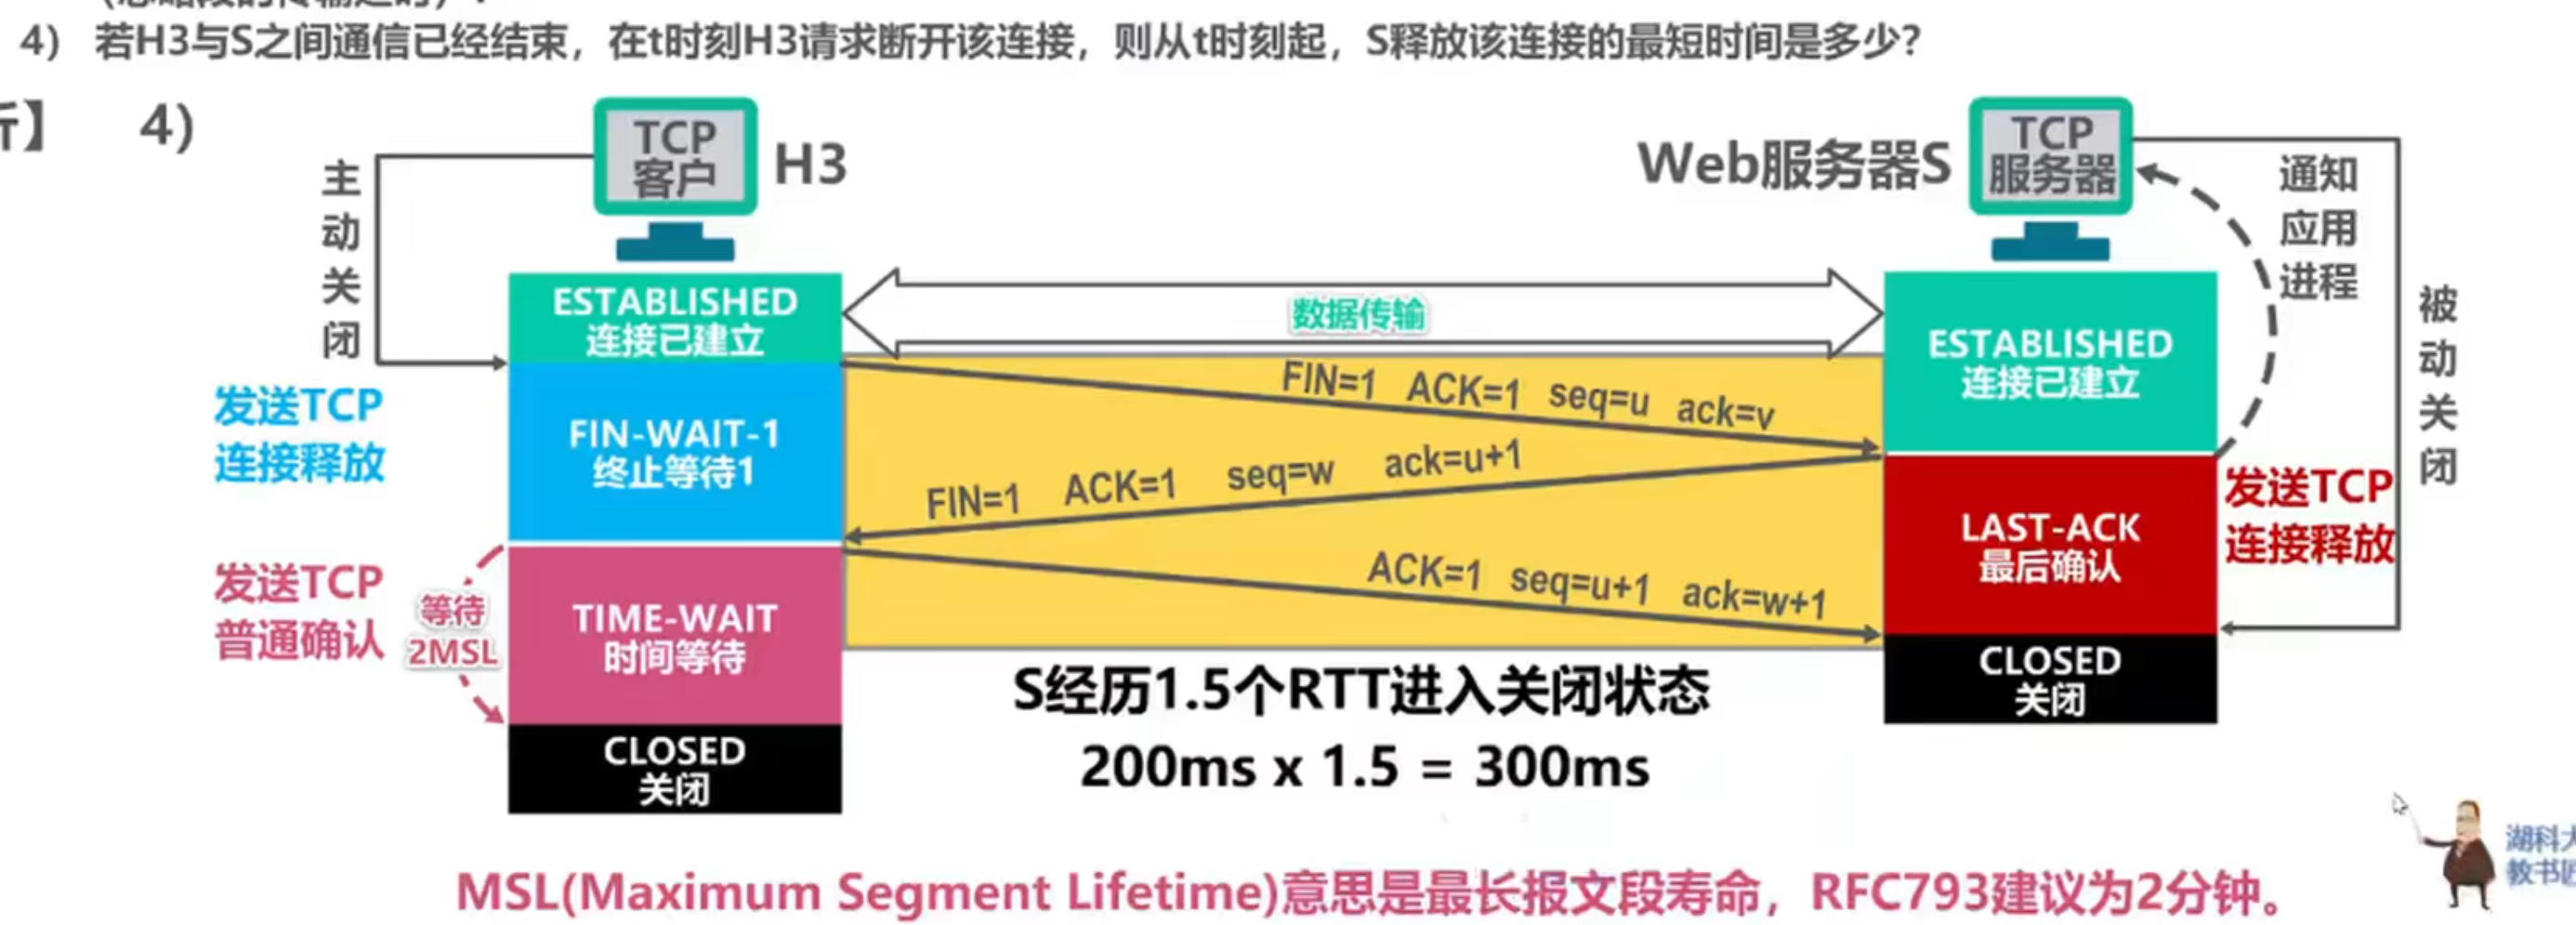 4） 若H3与S之间通信已经结束，在t时刻H3请求断开该连接，则从t时刻起，S释放该连接的最短时间是多少？
析】 4）
TCP
客户
H3
Web服务器S
TCP
服务器
主动关闭
通知应用进程
被动关闭
ESTABLISHED
连接已建立
数据传输
ESTABLISHED
连接已建立
FIN=1 ACK=1 seq=u ack=v
发送TCP
连接释放
FIN-WAIT-1
终止等待1
FIN=1 ACK=1 seq=w ack=u+1
发送TCP
连接释放
LAST-ACK
最后确认
发送TCP
普通确认
等待
2MSL
TIME-WAIT
时间等待
ACK=1 seq=u+1 ack=w+1
CLOSED
关闭
CLOSED
关闭
S经历1.5个RTT进入关闭状态
200ms x 1.5 = 300ms
MSL(Maximum Segment Lifetime)意思是最长报文段寿命，RFC793建议为2分钟。
湖科大
教书匠